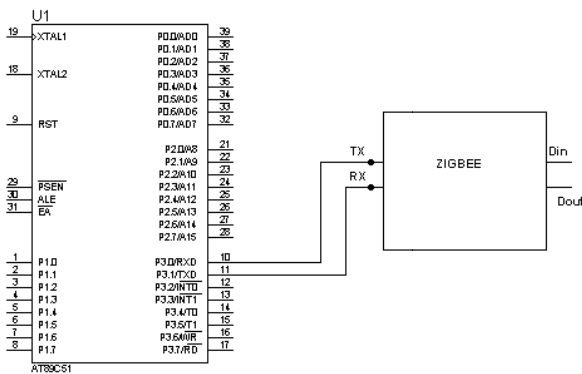 U1
19 XTAL1
18 XTAL2
9 RST
29 PSEN
30 ALE
31 EA
1 P1.0
2 P1.1
3 P1.2
4 P1.3
5 P1.4
6 P1.5
7 P1.6
8 P1.7
P0.0/AD0 39
P0.1/AD1 38
P0.2/AD2 37
P0.3/AD3 36
P0.4/AD4 35
P0.5/AD5 34
P0.6/AD6 33
P0.7/AD7 32
P2.0/A8 21
P2.1/A9 22
P2.2/A10 23
P2.3/A11 24
P2.4/A12 25
P2.5/A13 26
P2.6/A14 27
P2.7/A15 28
P3.0/RXD 10
P3.1/TXD 11
P3.2/INT0 12
P3.3/INT1 13
P3.4/T0 14
P3.5/T1 15
P3.6/WR 16
P3.7/RD 17
AT89C51
TX
RX
ZIGBEE
Din
Dout